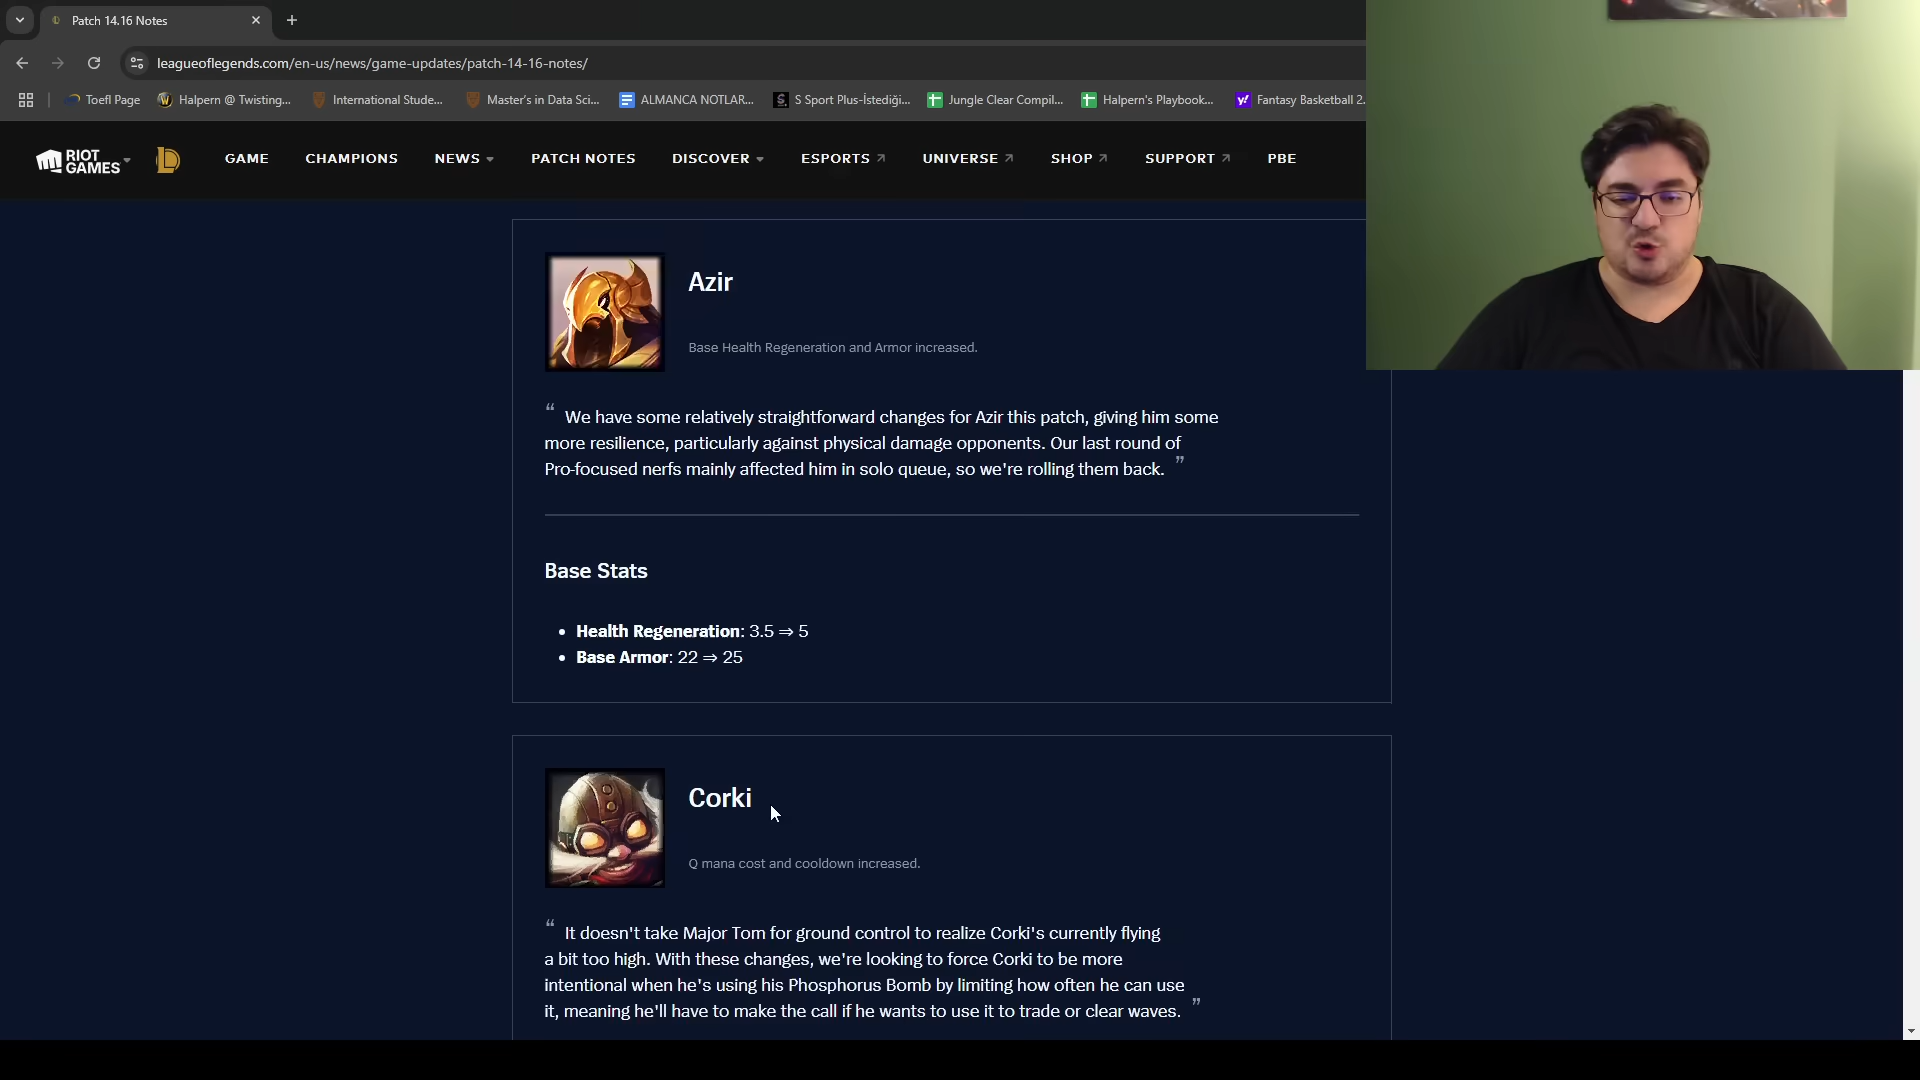 Patch 14.16 Notes
leagueoflegends.com/en-us/news/game-updates/patch-14-16-notes/
Toefl Page
Halpern @ Twisting...
International Stude...
Master's in Data Sci...
ALMANCA NOTLAR...
S Sport Plus-İstediği...
Jungle Clear Compil...
Halpern's Playbook...
Fantasy Basketball 2.
RIOT
GAMES
GAME
CHAMPIONS
NEWS
PATCH NOTES
DISCOVER
ESPORTS
UNIVERSE
SHOP
SUPPORT
PBE
Azir
Base Health Regeneration and Armor increased.
“ We have some relatively straightforward changes for Azir this patch, giving him some
more resilience, particularly against physical damage opponents. Our last round of
Pro-focused nerfs mainly affected him in solo queue, so we're rolling them back. ”
Base Stats
• Health Regeneration: 3.5 ⇒ 5
• Base Armor: 22 ⇒ 25
Corki
Q mana cost and cooldown increased.
“ It doesn't take Major Tom for ground control to realize Corki's currently flying
a bit too high. With these changes, we're looking to force Corki to be more
intentional when he's using his Phosphorus Bomb by limiting how often he can use
it, meaning he'll have to make the call if he wants to use it to trade or clear waves. ”